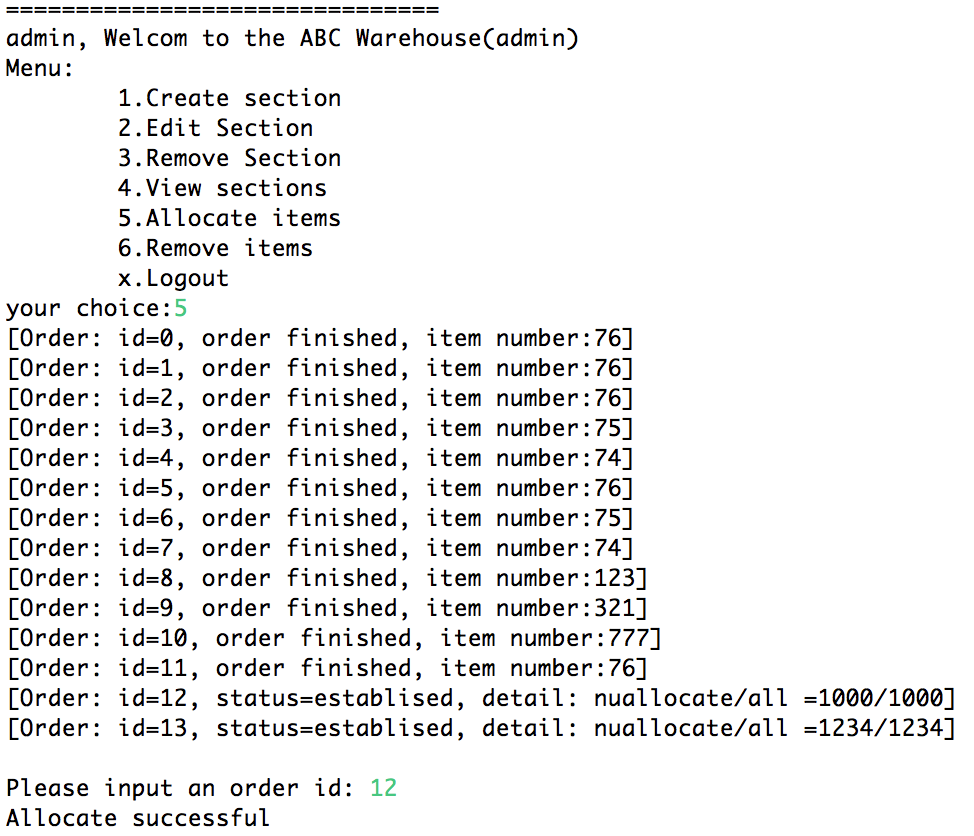 ===============================
admin, Welcom to the ABC Warehouse(admin)
Menu:
1.Create section
2.Edit Section
3.Remove Section
4.View sections
5.Allocate items
6.Remove items
x.Logout
your choice:5
[Order: id=0, order finished, item number:76]
[Order: id=1, order finished, item number:76]
[Order: id=2, order finished, item number:76]
[Order: id=3, order finished, item number:75]
[Order: id=4, order finished, item number:74]
[Order: id=5, order finished, item number:76]
[Order: id=6, order finished, item number:75]
[Order: id=7, order finished, item number:74]
[Order: id=8, order finished, item number:123]
[Order: id=9, order finished, item number:321]
[Order: id=10, order finished, item number:777]
[Order: id=11, order finished, item number:76]
[Order: id=12, status=establised, detail: nuallocate/all =1000/1000]
[Order: id=13, status=establised, detail: nuallocate/all =1234/1234]
Please input an order id: 12
Allocate successful